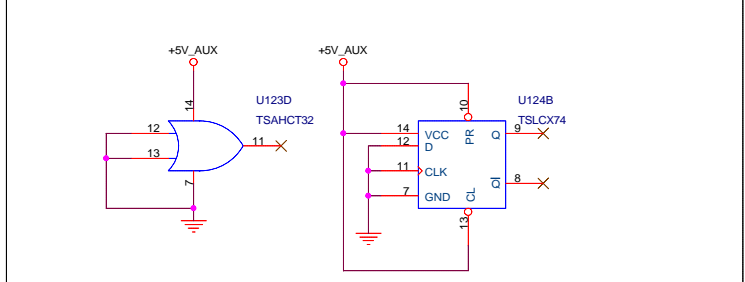 +5V_AUX
+5V_AUX
14
U123D
TSAHCT32
12
13
11
7
10
U124B
TSLCX74
14
12
11
7
VCC
D
CLK
GND
PR
CL
Q
Q
9
8
13